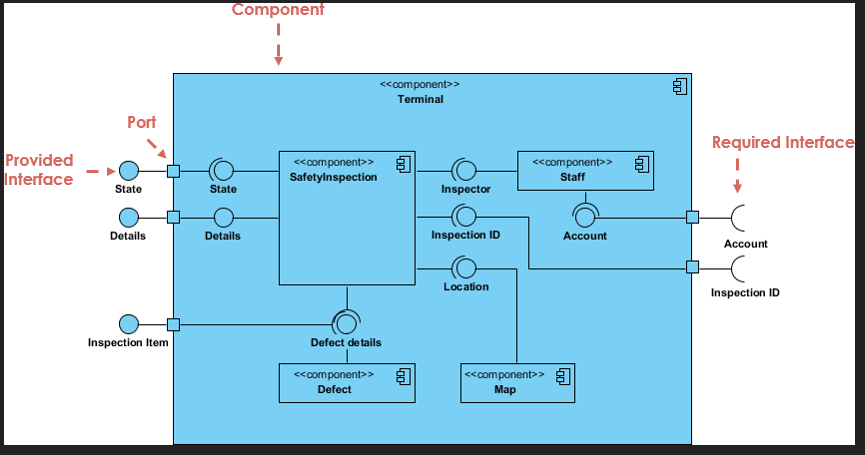 Component
<<component>>
Terminal
Port
Provided
Interface
Required Interface
State
State
<<component>>
SafetyInspection
Inspector
<<component>>
Staff
Details
Details
Inspection ID
Account
Account
Location
Inspection ID
Inspection Item
Defect details
<<component>>
Defect
<<component>>
Map